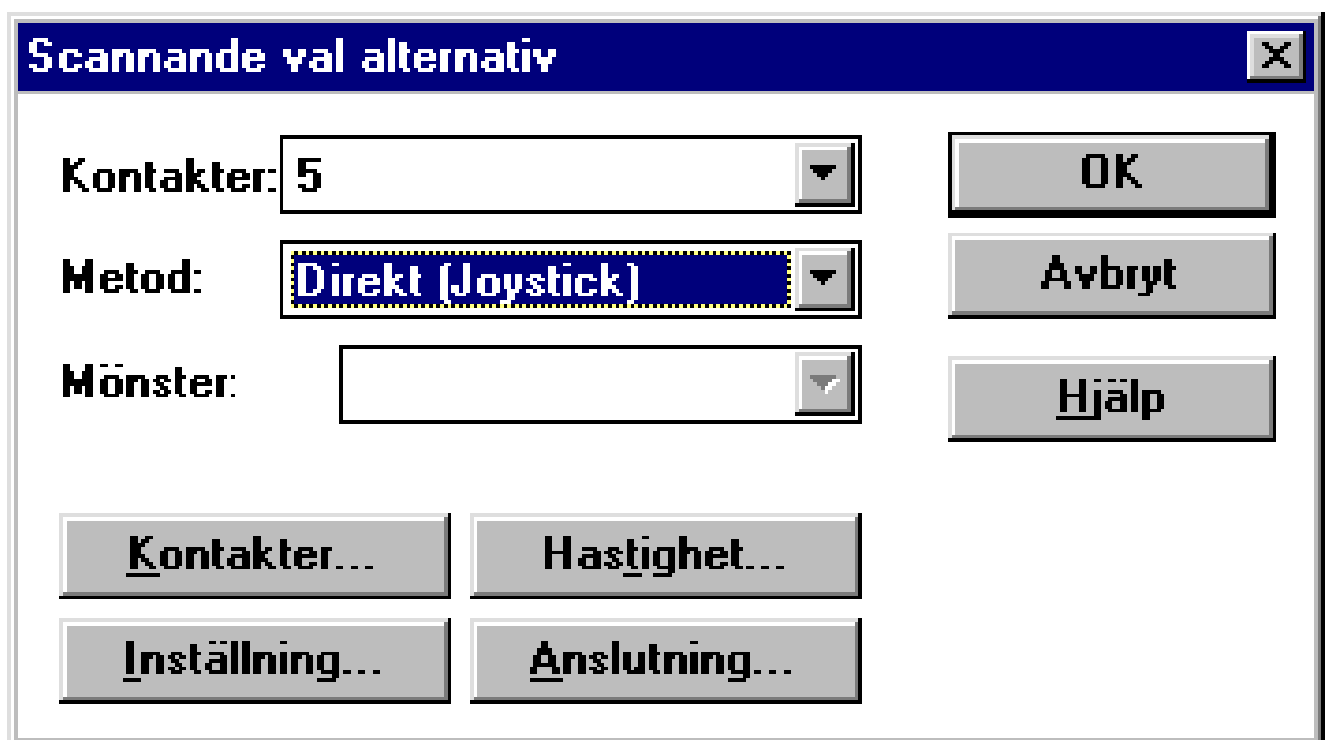 Scannande val alternativ
Kontakter: 5
OK
Metod: Direkt (Joystick)
Avbryt
Mönster:
Hjälp
Kontakter... Hastighet...
Inställning... Anslutning...